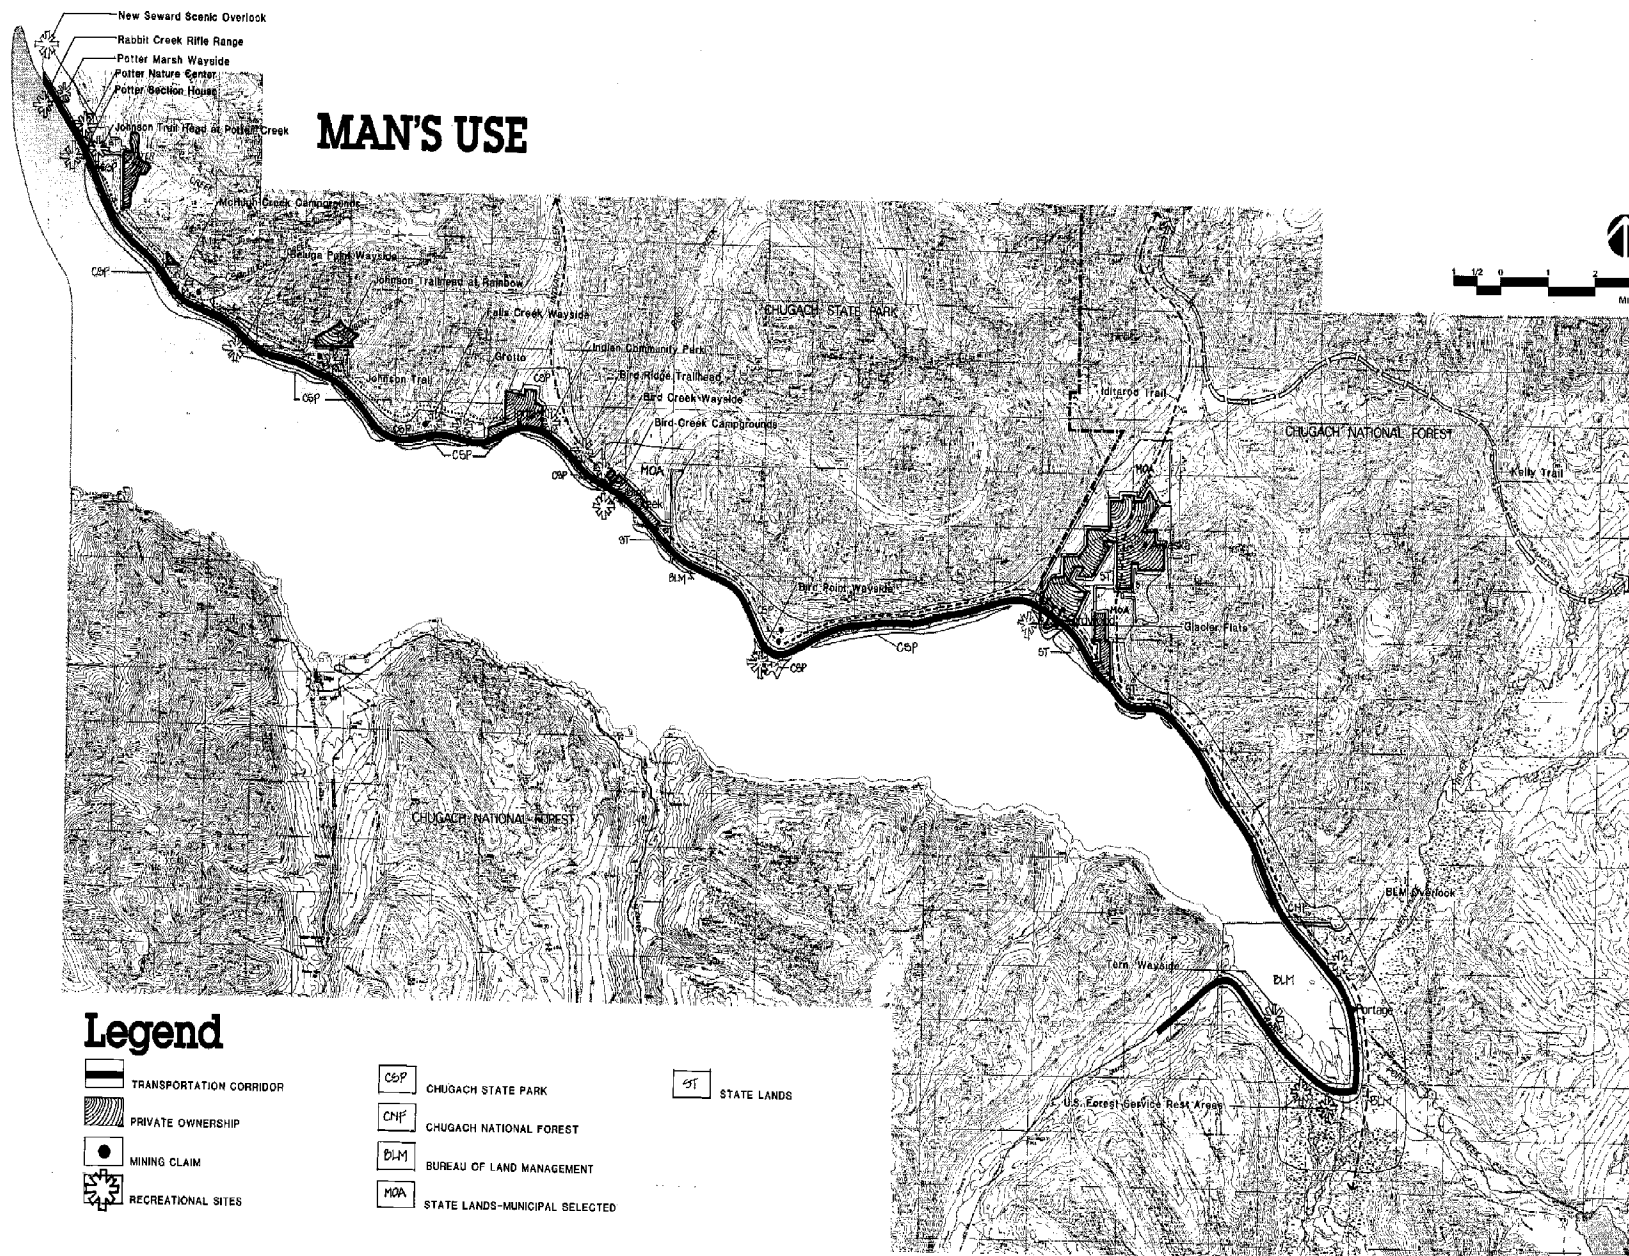 New Seward Scenic Overlook
Rabbit Creek Rifle Range
Potter Marsh Wayside
Potter Nature Center
Potter Section House
MAN'S USE
Johnson Trail Head at Potter Creek
CSP
CREEK
McHugh Creek Campgrounds
CSP
Beluga Point Wayside
Johnson Trailhead at Rainbow
1 1/2 0 1 2
CHUGACH STATE PARK
Falls Creek Wayside
Indian Community Park
Grotto
Johnson Trail
CSP
Bird Ridge Trailhead
Iditarod Trail
CSP
Bird Creek Wayside
CSP
Bird Creek Campgrounds
CHUGACH NATIONAL FOREST
CSP
CSP
MOA
MOA
Kelly Trail
ST
BLM
ST
Bird Point Wayside
MOA
Glacier Flats
CSP
ST
CSP
CHUGACH NATIONAL FOREST
BLM Overlook
CNF
Tern Wayside
BLM
Portage
U.S. Forest Service Rest Areas
BLM
Legend
TRANSPORTATION CORRIDOR
PRIVATE OWNERSHIP
MINING CLAIM
RECREATIONAL SITES
CSP CHUGACH STATE PARK
CNF CHUGACH NATIONAL FOREST
BLM BUREAU OF LAND MANAGEMENT
MOA STATE LANDS-MUNICIPAL SELECTED
ST STATE LANDS